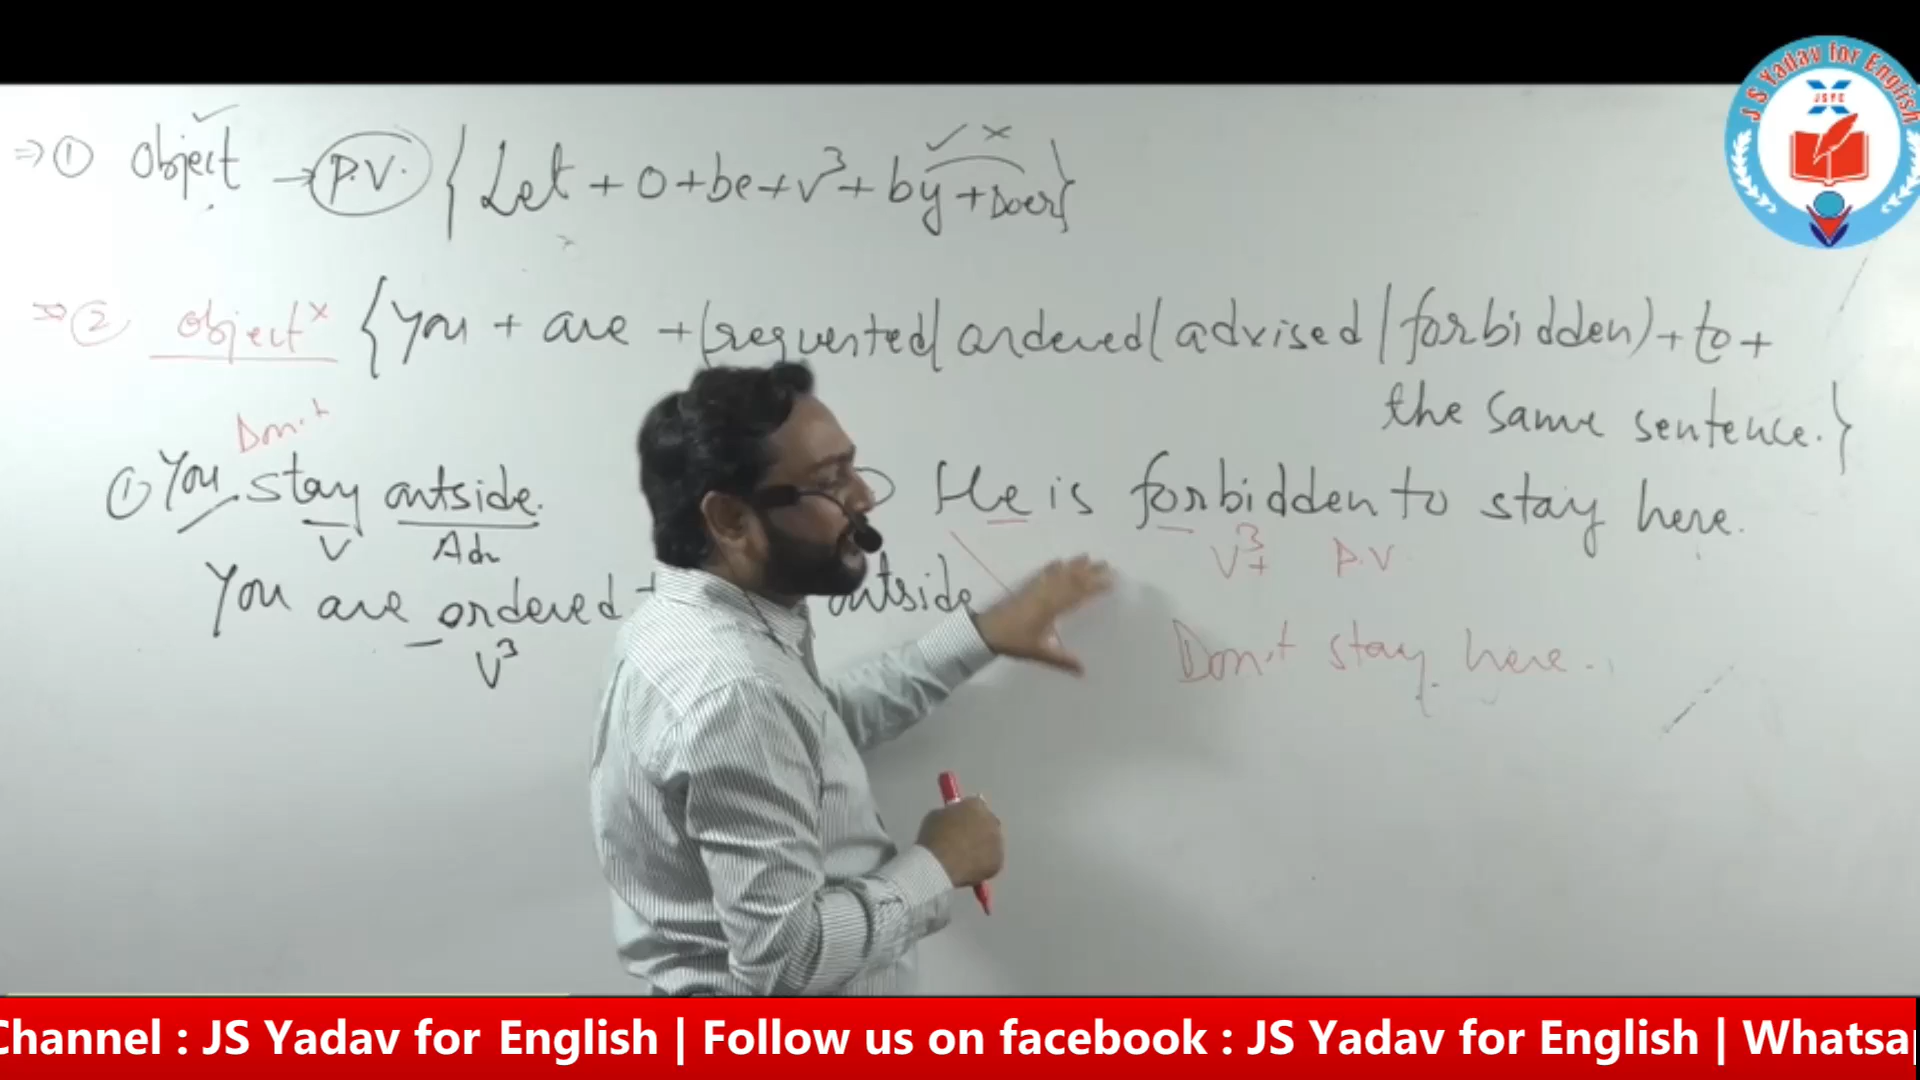 ⇒ ① Object → P.V. { Let + O + be + V³ + by + Doer }
✓ ×
⇒ ② Object × { You + are + (requested | ordered | advised | forbidden) + to +
the same sentence. }
Don't
① You stay outside.
V Adv
You are ordered outside
V³
He is forbidden to stay here.
V³ P.V.
Don't stay here.
J S Yadav for English
JSYE
Channel : JS Yadav for English | Follow us on facebook : JS Yadav for English | Whatsa